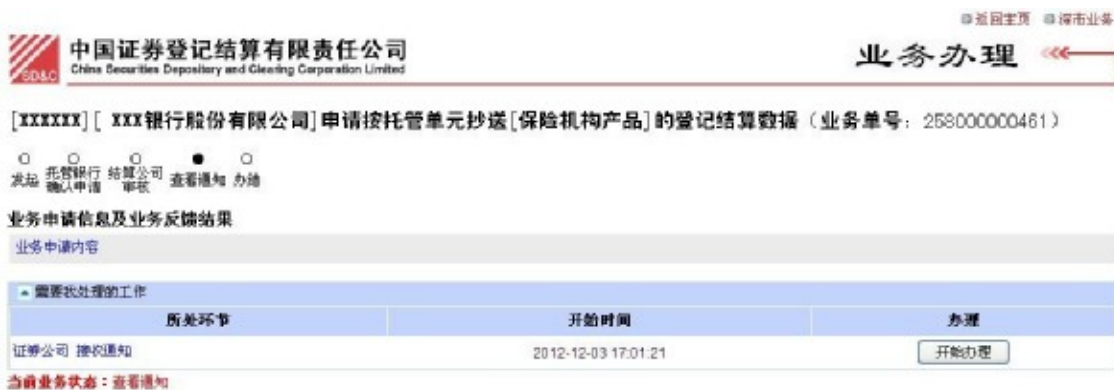 返回主页 深市业务
SD&C 中国证券登记结算有限责任公司
China Securities Depository and Clearing Corporation Limited
业务办理
[XXXXXX][ XXX银行股份有限公司]申请按托管单元抄送[保险机构产品]的登记结算数据（业务单号：258000000461）
发起 托管银行确认申请 结算公司审核 查看通知 办结
业务申请信息及业务反馈结果
业务申请内容
需要我处理的工作
所处环节 开始时间 办理
证券公司 接收通知 2012-12-03 17:01:21 开始办理
当前业务状态：查看通知